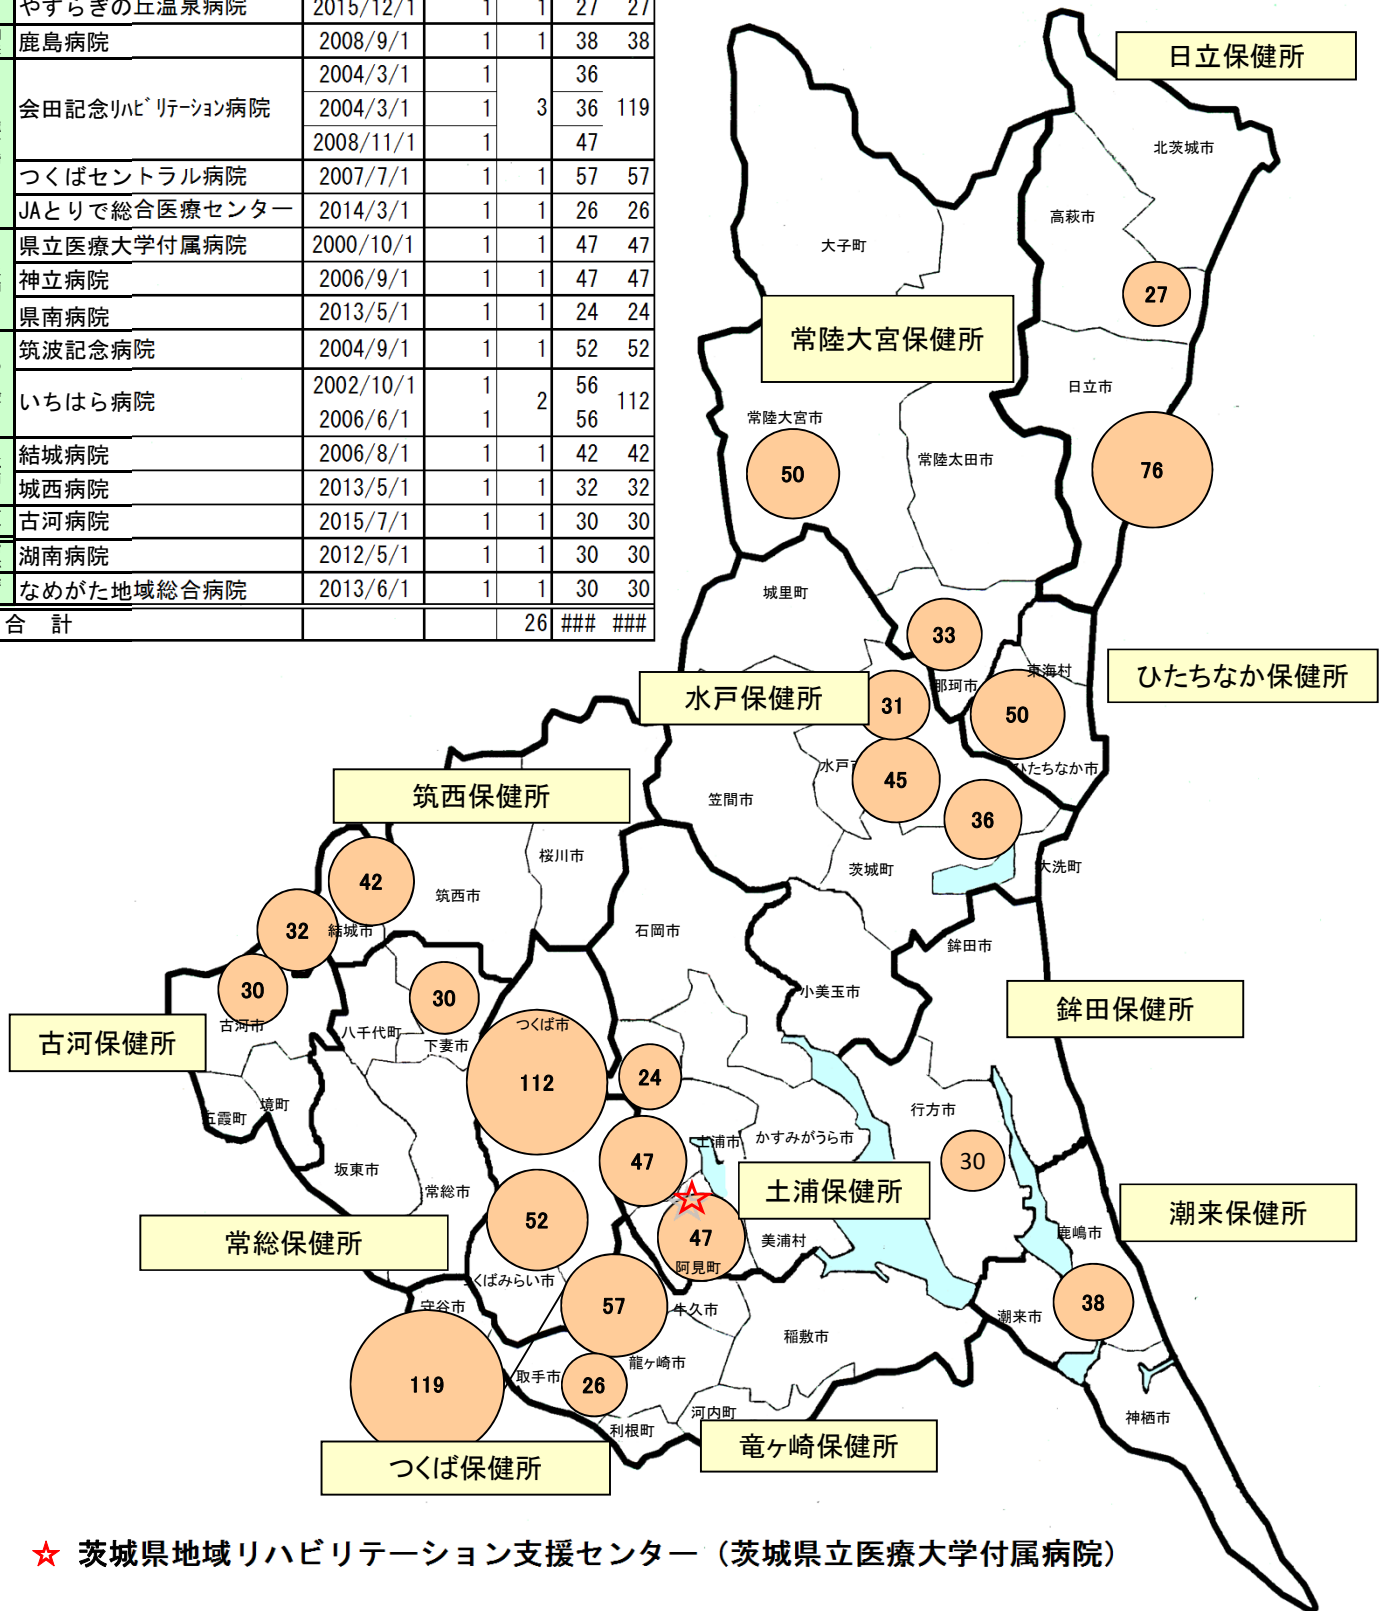 やすらぎの丘温泉病院 2015/12/1 1 1 27 27
鹿島病院 2008/9/1 1 1 38 38
会田記念ﾘﾊﾋﾞﾘﾃｰｼｮﾝ病院 2004/3/1 1 3 36 119
2004/3/1 1 36
2008/11/1 1 47
つくばセントラル病院 2007/7/1 1 1 57 57
JAとりで総合医療センター 2014/3/1 1 1 26 26
県立医療大学付属病院 2000/10/1 1 1 47 47
神立病院 2006/9/1 1 1 47 47
県南病院 2013/5/1 1 1 24 24
筑波記念病院 2004/9/1 1 1 52 52
いちはら病院 2002/10/1 1 2 56 112
2006/6/1 1 56
結城病院 2006/8/1 1 1 42 42
城西病院 2013/5/1 1 1 32 32
古河病院 2015/7/1 1 1 30 30
湖南病院 2012/5/1 1 1 30 30
なめがた地域総合病院 2013/6/1 1 1 30 30
合 計 26 ### ###
日立保健所
北茨城市
高萩市
大子町
27
常陸大宮保健所
日立市
常陸大宮市
常陸太田市
50
76
城里町
33
東海村
ひたちなか保健所
那珂市
水戸保健所
31
50
水戸市
ひたちなか市
45
笠間市
36
筑西保健所
桜川市
茨城町
大洗町
42
筑西市
32
結城市
石岡市
鉾田市
30
30
小美玉市
鉾田保健所
古河市
八千代町
つくば市
古河保健所
下妻市
112
24
境町
五霞町
行方市
土浦市
かすみがうら市
47
30
坂東市
常総市
土浦保健所
潮来保健所
52
47
常総保健所
美浦村
鹿嶋市
阿見町
つくばみらい市
守谷市
57
牛久市
38
潮来市
稲敷市
龍ヶ崎市
119
取手市
26
河内町
利根町
神栖市
竜ヶ崎保健所
つくば保健所
☆ 茨城県地域リハビリテーション支援センター（茨城県立医療大学付属病院）